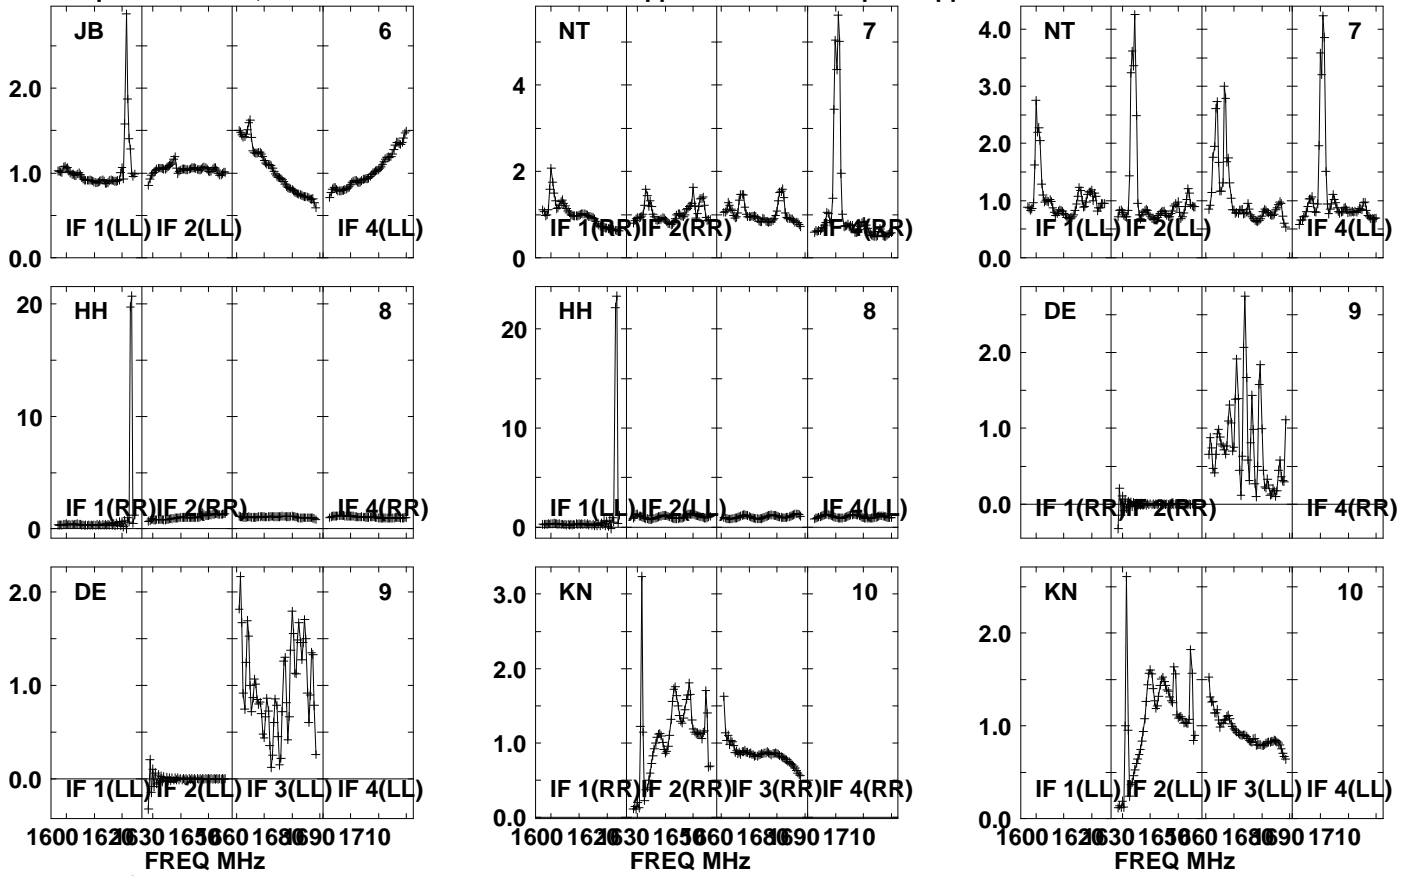 JB 6
2.0
1.0
0.0
IF 1(LL) IF 2(LL) IF 4(LL)
NT 7
4
2
0
IF 1(RR) IF 2(RR) IF 4(RR)
NT 7
4.0
3.0
2.0
1.0
0.0
IF 1(LL) IF 2(LL) IF 4(LL)
HH 8
20
10
0
IF 1(RR) IF 2(RR) IF 4(RR)
HH 8
20
10
0
IF 1(LL) IF 2(LL) IF 4(LL)
DE 9
2.0
1.0
0.0
IF 1(RR) IF 2(RR) IF 4(RR)
DE 9
2.0
1.0
0.0
IF 1(LL) IF 2(LL) IF 3(LL) IF 4(LL)
1600 1620 1630 1650 1660 1680 1690 1710
FREQ MHz
KN 10
3.0
2.0
1.0
0.0
IF 1(RR) IF 2(RR) IF 3(RR) IF 4(RR)
1600 1620 1630 1650 1660 1680 1690 1710
FREQ MHz
KN 10
2.0
1.0
0.0
IF 1(LL) IF 2(LL) IF 3(LL) IF 4(LL)
1600 1620 1630 1650 1660 1680 1690 1710
FREQ MHz